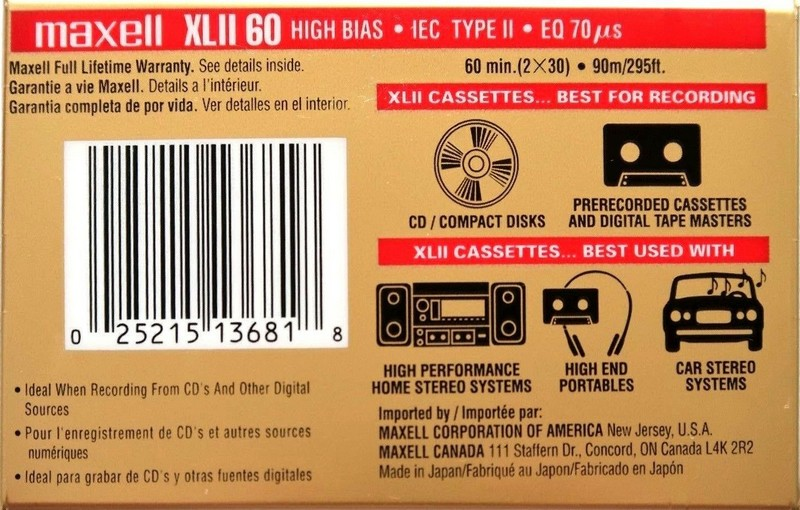 maxell XLII 60 HIGH BIAS • IEC TYPE II • EQ 70µs
Maxell Full Lifetime Warranty. See details inside.
Garantie a vie Maxell. Details a l'intérieur.
Garantia completa de por vida. Ver detalles en el interior.
60 min.(2×30) • 90m/295ft.
XLII CASSETTES... BEST FOR RECORDING
CD / COMPACT DISKS
PRERECORDED CASSETTES
AND DIGITAL TAPE MASTERS
XLII CASSETTES... BEST USED WITH
HIGH PERFORMANCE
HOME STEREO SYSTEMS
HIGH END
PORTABLES
CAR STEREO
SYSTEMS
0 25215 13681 8
• Ideal When Recording From CD's And Other Digital
Sources
• Pour l'enregistrement de CD's et autres sources
numériques
• Ideal para grabar de CD's y otras fuentes digitales
Imported by / Importée par:
MAXELL CORPORATION OF AMERICA New Jersey, U.S.A.
MAXELL CANADA 111 Staffern Dr., Concord, ON Canada L4K 2R2
Made in Japan/Fabriqué au Japon/Fabricado en Japón